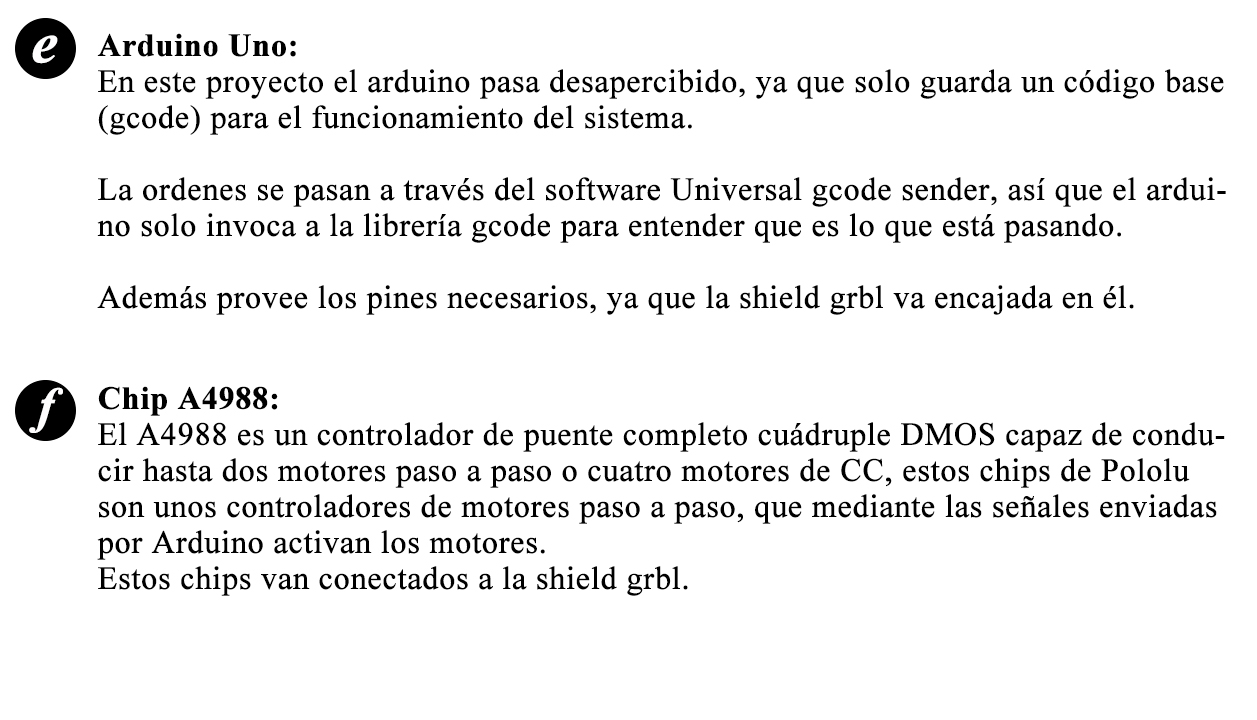 e
Arduino Uno:
En este proyecto el arduino pasa desapercibido, ya que solo guarda un código base
(gcode) para el funcionamiento del sistema.
La ordenes se pasan a través del software Universal gcode sender, así que el ardui-
no solo invoca a la librería gcode para entender que es lo que está pasando.
Además provee los pines necesarios, ya que la shield grbl va encajada en él.
f
Chip A4988:
El A4988 es un controlador de puente completo cuádruple DMOS capaz de condu-
cir hasta dos motores paso a paso o cuatro motores de CC, estos chips de Pololu
son unos controladores de motores paso a paso, que mediante las señales enviadas
por Arduino activan los motores.
Estos chips van conectados a la shield grbl.